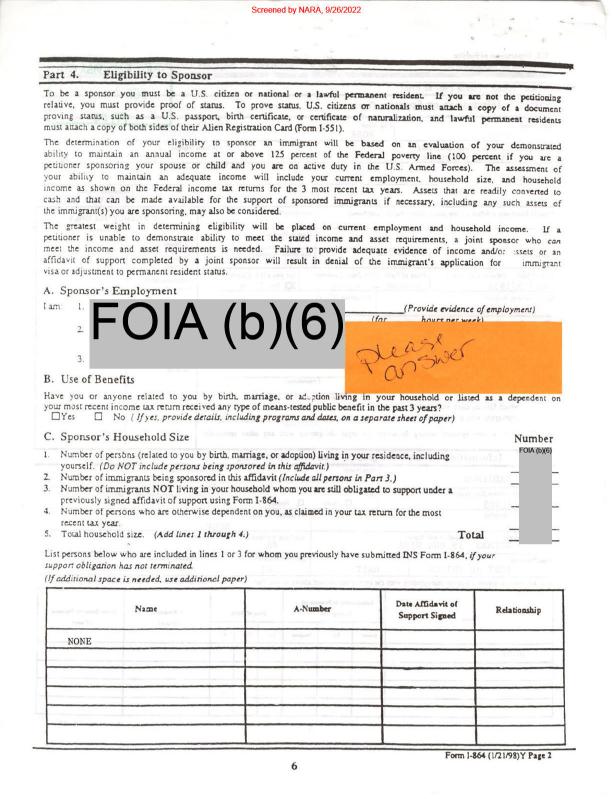 Screened by NARA, 9/26/2022
Part 4. Eligibility to Sponsor
To be a sponsor you must be a U.S. citizen or national or a lawful permanent resident. If you are not the petitioning
relative, you must provide proof of status. To prove status, U.S. citizens or nationals must attach a copy of a document
proving status, such as a U.S. passport, birth certificate, or certificate of naturalization, and lawful permanent residents
must attach a copy of both sides of their Alien Registration Card (Form I-551).
The determination of your eligibility to sponsor an immigrant will be based on an evaluation of your demonstrated
ability to maintain an annual income at or above 125 percent of the Federal poverty line (100 percent if you are a
petitioner sponsoring your spouse or child and you are on active duty in the U.S. Armed Forces). The assessment of
your ability to maintain an adequate income will include your current employment, household size, and household
income as shown on the Federal income tax returns for the 3 most recent tax years. Assets that are readily converted to
cash and that can be made available for the support of sponsored immigrants if necessary, including any such assets of
the immigrant(s) you are sponsoring, may also be considered.
The greatest weight in determining eligibility will be placed on current employment and household income. If a
petitioner is unable to demonstrate ability to meet the stated income and asset requirements, a joint sponsor who can
meet the income and asset requirements is needed. Failure to provide adequate evidence of income and/or assets or an
affidavit of support completed by a joint sponsor will result in denial of the immigrant's application for immigrant
visa or adjustment to permanent resident status.
A. Sponsor's Employment
I am: 1. FOIA (b)(6) (Provide evidence of employment)
2. (for hours per week)
please
answer
3.
B. Use of Benefits
Have you or anyone related to you by birth, marriage, or adoption living in your household or listed as a dependent on
your most recent income tax return received any type of means-tested public benefit in the past 3 years?
☐Yes ☐ No (If yes, provide details, including programs and dates, on a separate sheet of paper)
C. Sponsor's Household Size Number
1. Number of persons (related to you by birth, marriage, or adoption) living in your residence, including FOIA (b)(6)
yourself. (Do NOT include persons being sponsored in this affidavit.)
2. Number of immigrants being sponsored in this affidavit (Include all persons in Part 3.)
3. Number of immigrants NOT living in your household whom you are still obligated to support under a
previously signed affidavit of support using Form I-864.
4. Number of persons who are otherwise dependent on you, as claimed in your tax return for the most
recent tax year.
5. Total household size. (Add lines 1 through 4.) Total
List persons below who are included in lines 1 or 3 for whom you previously have submitted INS Form I-864, if your
support obligation has not terminated.
(If additional space is needed, use additional paper)
Name A-Number Date Affidavit of Relationship
Support Signed
NONE
Form I-864 (1/21/98)Y Page 2
6